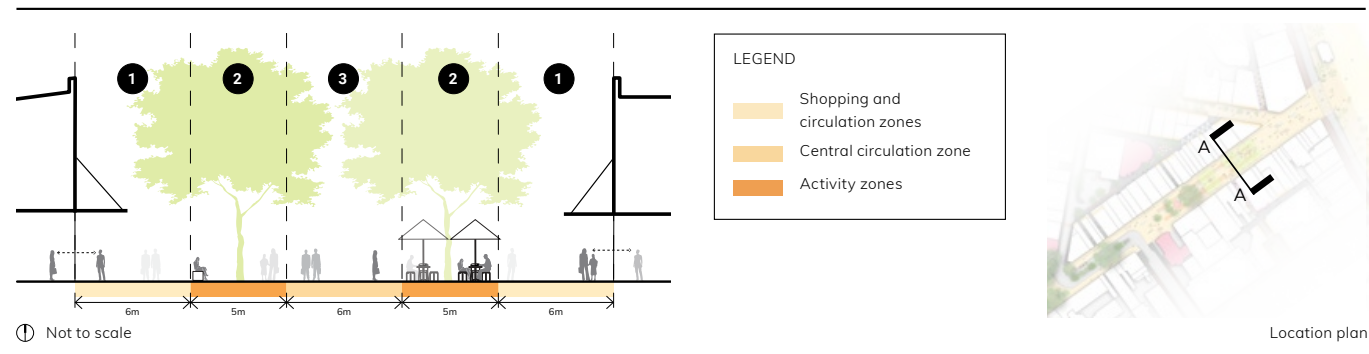 1 2 3 2 1
6m 5m 6m 5m 6m
Not to scale
LEGEND
Shopping and
circulation zones
Central circulation zone
Activity zones
A
A
Location plan